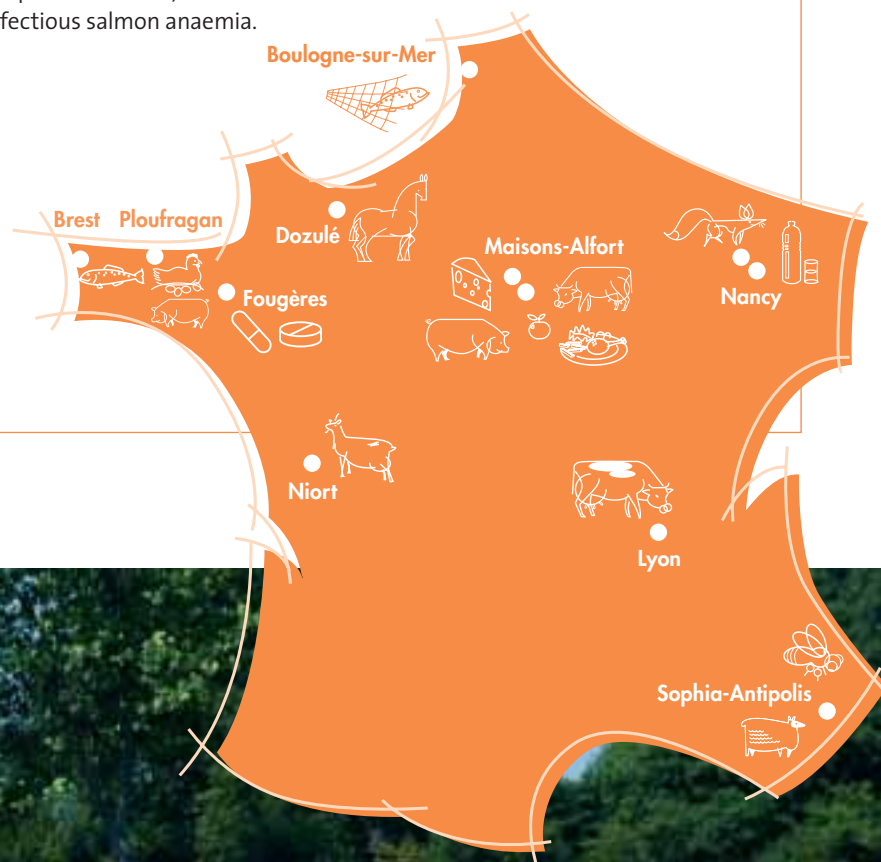 fectious salmon anaemia.
Boulogne-sur-Mer
Brest Ploufragan
Dozulé
Maisons-Alfort
Nancy
Fougères
Niort
Lyon
Sophia-Antipolis